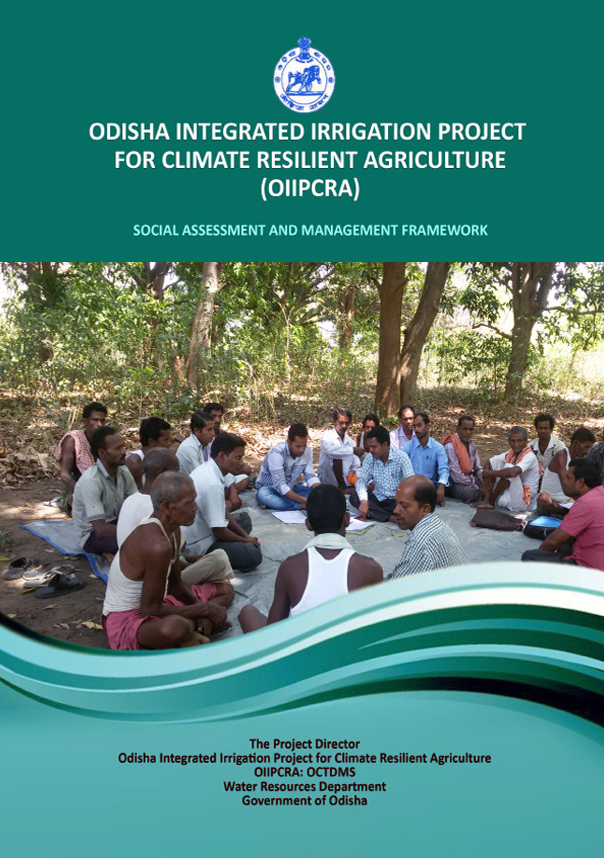 ODISHA INTEGRATED IRRIGATION PROJECT
FOR CLIMATE RESILIENT AGRICULTURE
(OIIPCRA)
SOCIAL ASSESSMENT AND MANAGEMENT FRAMEWORK
The Project Director
Odisha Integrated Irrigation Project for Climate Resilient Agriculture
OIIPCRA: OCTDMS
Water Resources Department
Government of Odisha